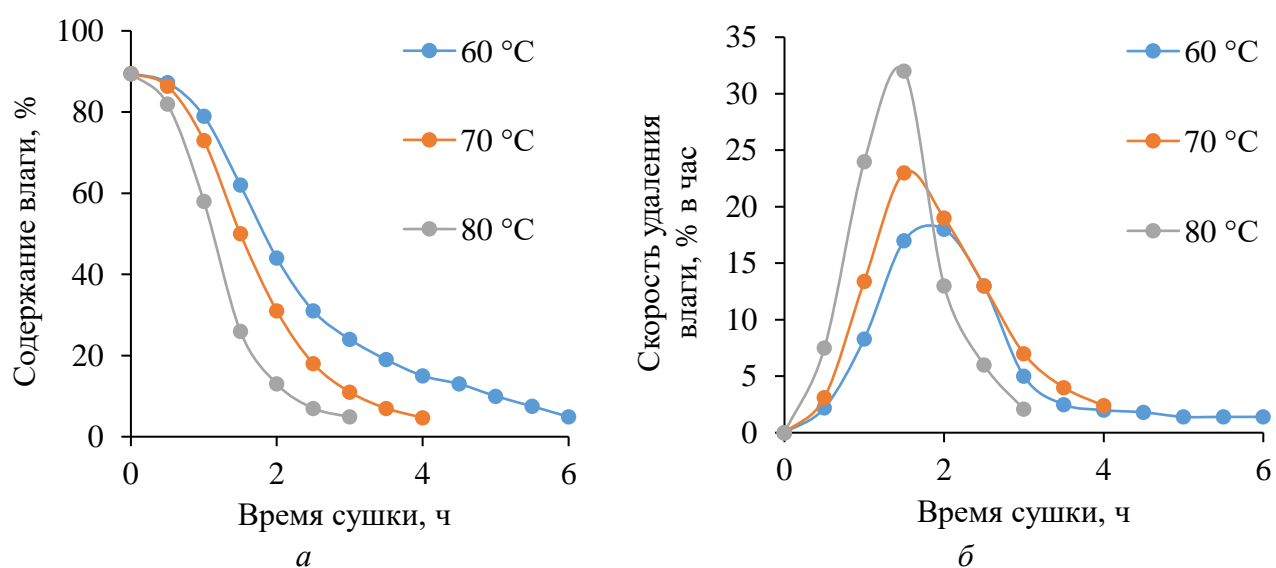 100
80
60
40
20
0
0
2
4
6
Содержание влаги, %
Время сушки, ч
60 °C
70 °C
80 °C
а
35
30
25
20
15
10
5
0
0
2
4
6
Скорость удаления
влаги, % в час
Время сушки, ч
60 °C
70 °C
80 °C
б